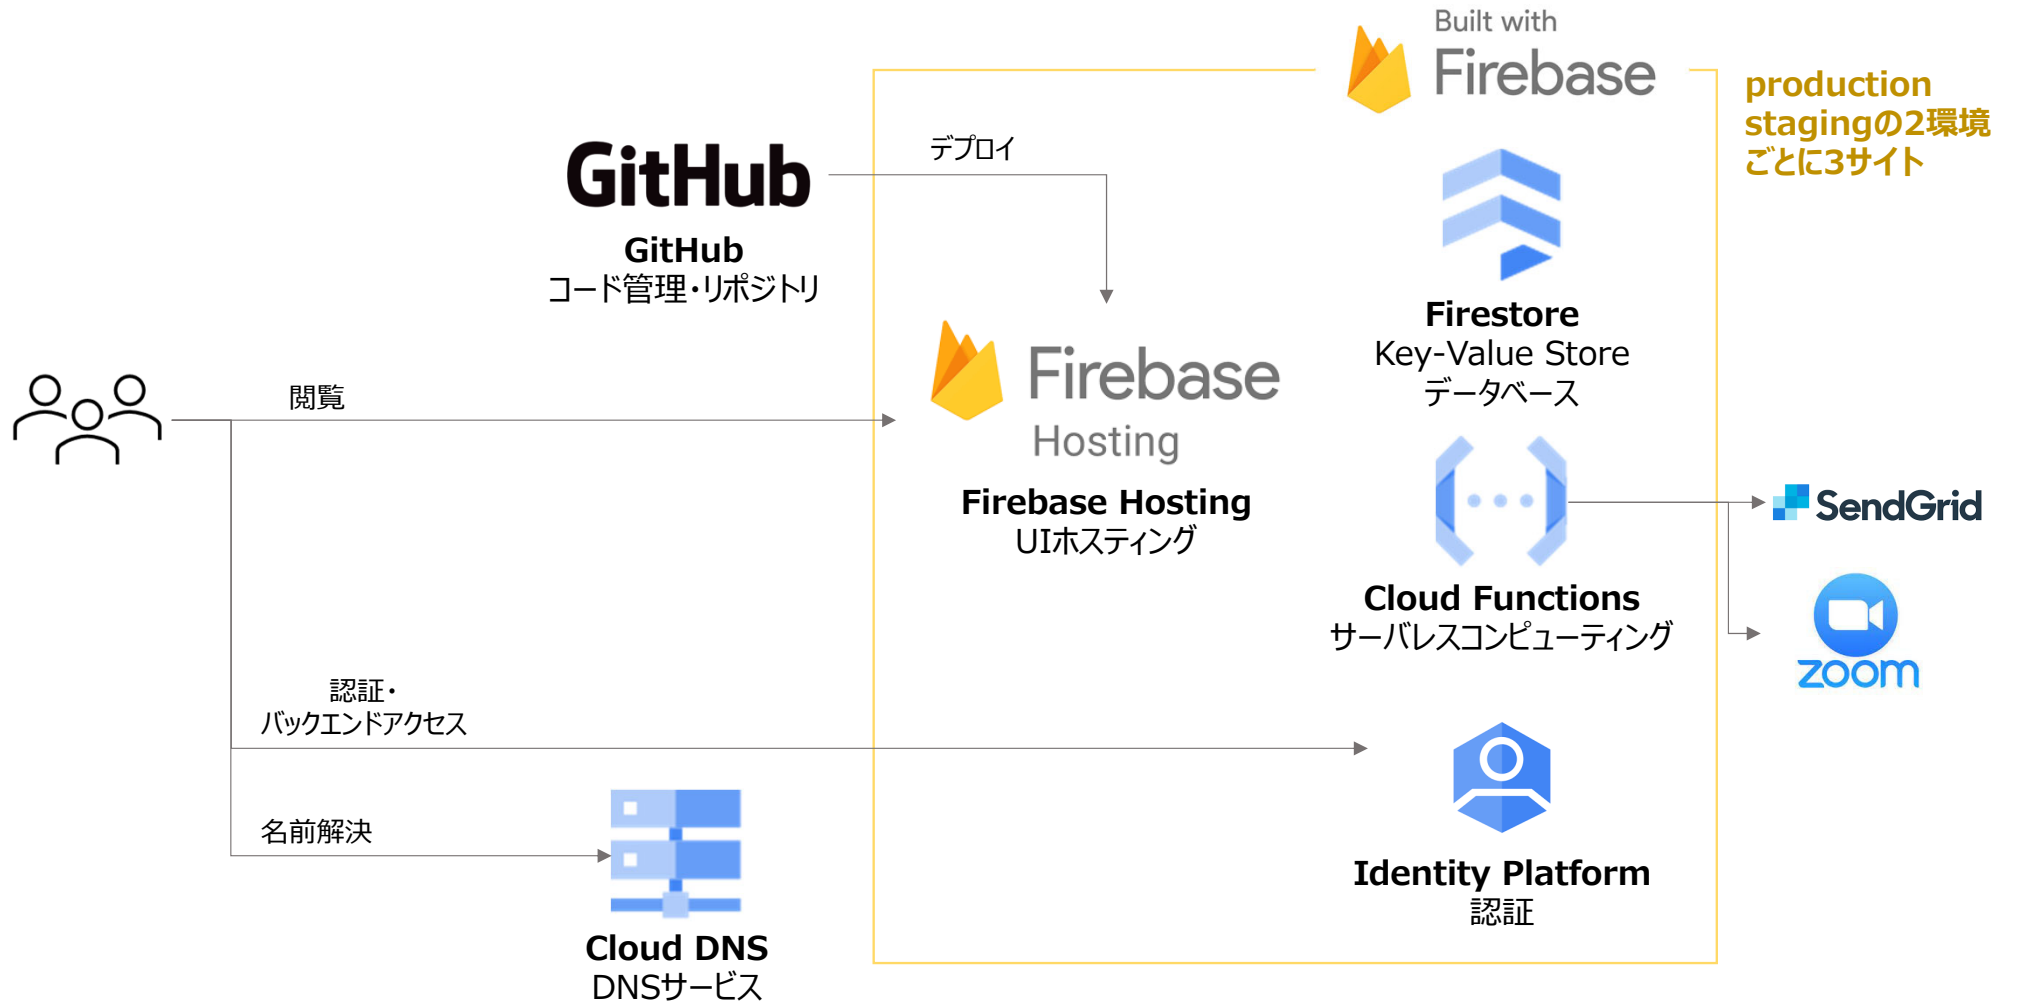 Built with
Firebase
production
stagingの2環境
ごとに3サイト
デプロイ
GitHub
GitHub
コード管理・リポジトリ
Firestore
Key-Value Store
データベース
閲覧
Firebase
Hosting
Firebase Hosting
UIホスティング
SendGrid
Cloud Functions
サーバレスコンピューティング
zoom
認証・
バックエンドアクセス
名前解決
Identity Platform
認証
Cloud DNS
DNSサービス